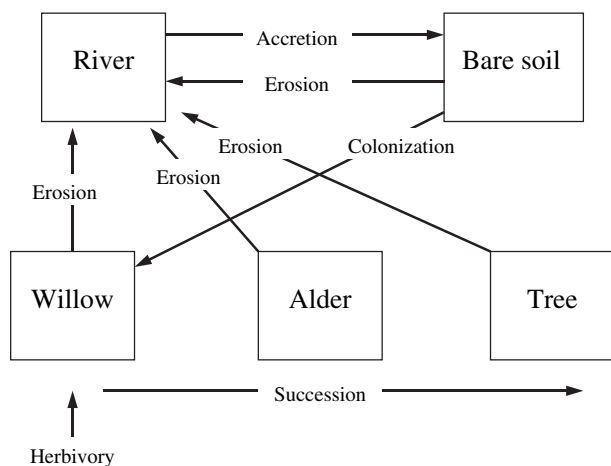 Accretion
River
Bare soil
Erosion
Erosion
Colonization
Erosion
Erosion
Willow
Alder
Tree
Succession
Herbivory